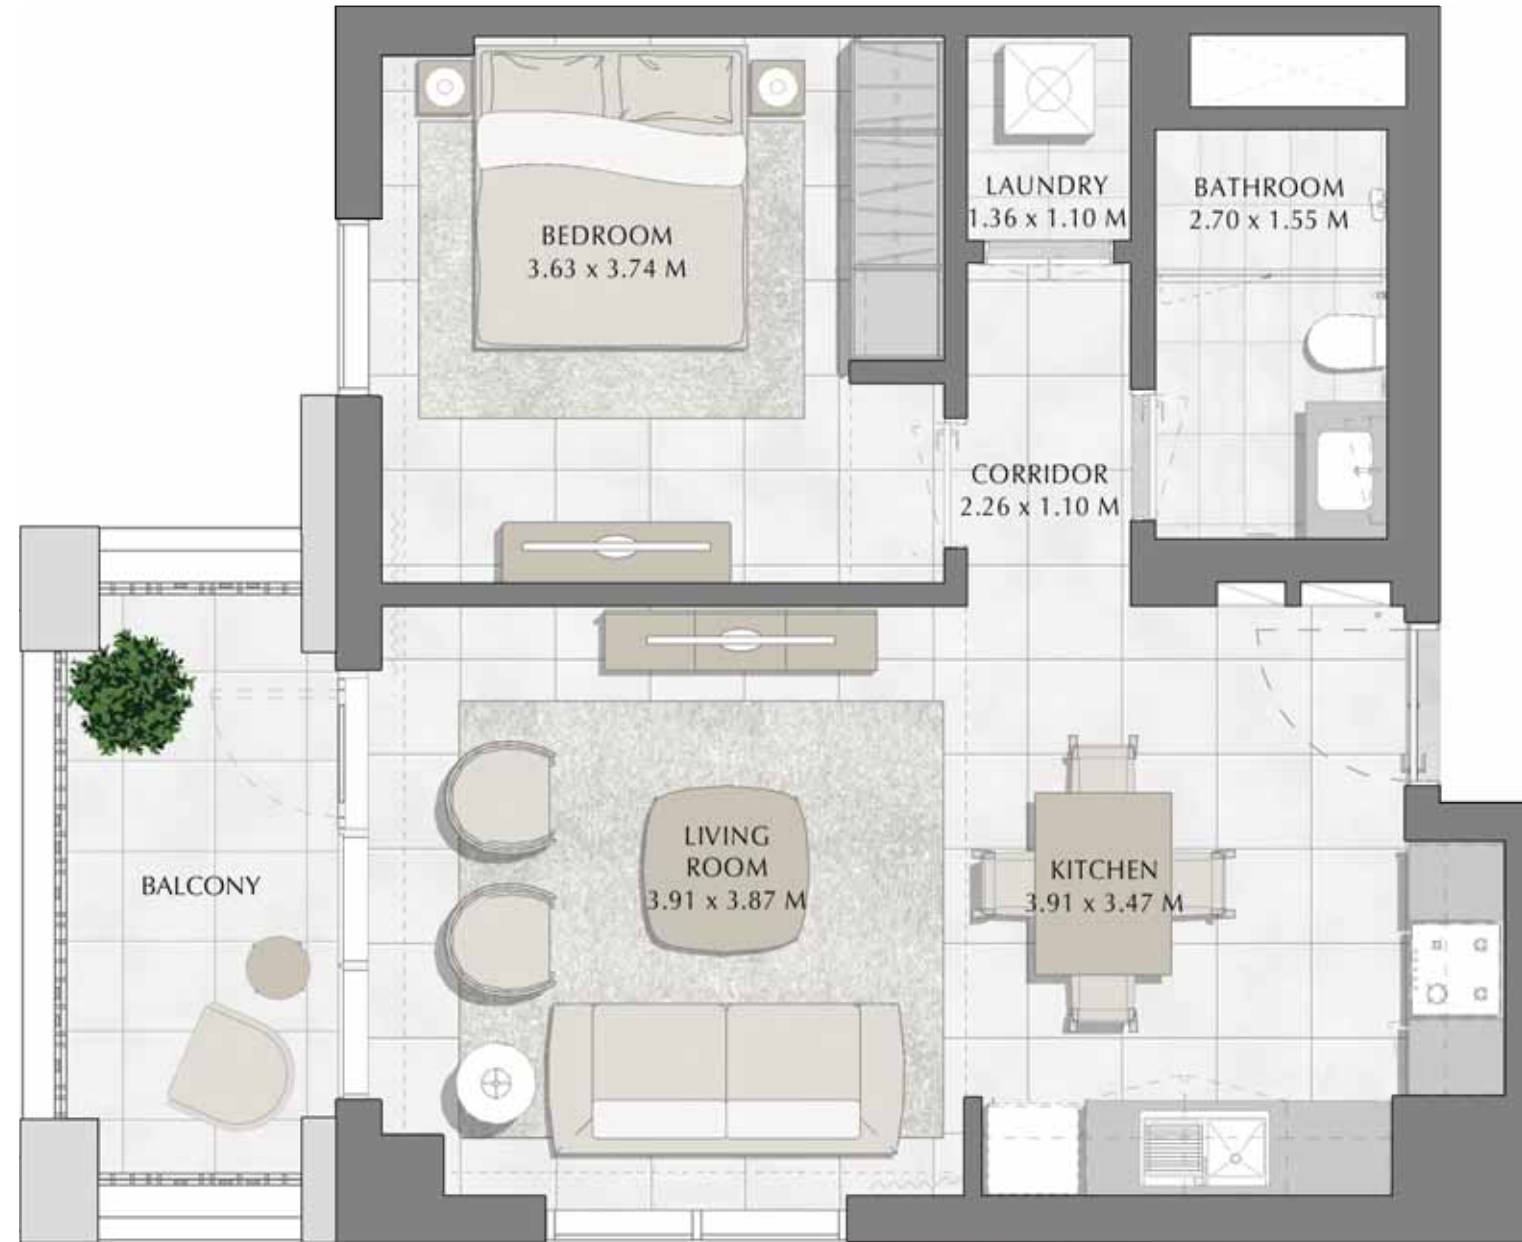 LAUNDRY
1.36 x 1.10 M
BATHROOM
2.70 x 1.55 M
BEDROOM
3.63 x 3.74 M
CORRIDOR
2.26 x 1.10 M
LIVING
ROOM
3.91 x 3.87 M
KITCHEN
3.91 x 3.47 M
BALCONY